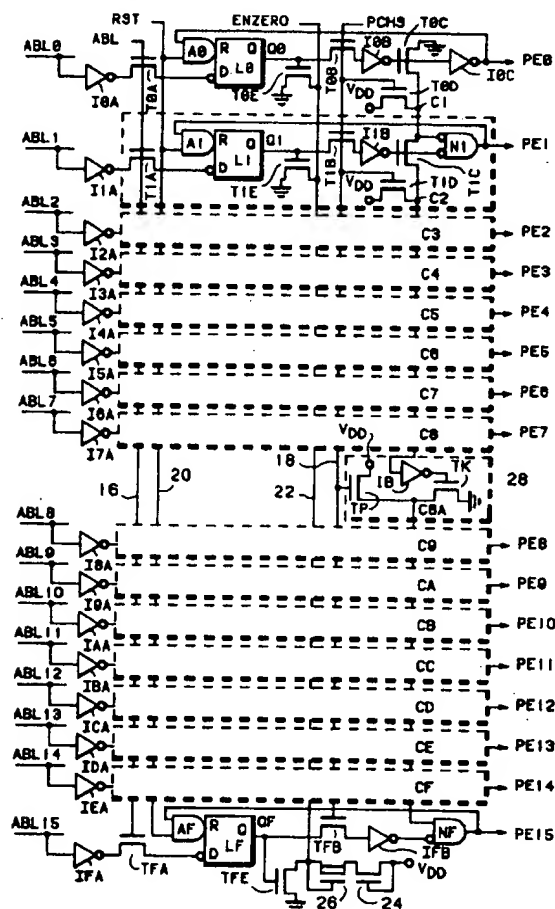 RST ENZERO PCHS T0C
ABL0 ABL A0 R Q Q0 I0B PE0
D L0 T0B I0C
I0A T0A T0E VDD T0D
C1
ABL1 A1 R Q Q1 I1B N1 PE1
D L1 T1B
I1A T1A T1E VDD T1D T1C
C2
ABL2 C3 PE2
I2A
ABL3 C4 PE3
I3A
ABL4 C5 PE4
I4A
ABL5 C6 PE5
I5A
ABL6 C7 PE6
I6A
ABL7 C8 PE7
I7A
VDD
16 20 18 22 IB TK 28
TP C8A
ABL8 C9 PE8
I8A
ABL9 CA PE9
I9A
ABL10 CB PE10
IAA
ABL11 CC PE11
IBA
ABL12 CD PE12
ICA
ABL13 CE PE13
IDA
ABL14 CF PE14
IEA
ABL15 AF R Q QF NF PE15
D LF TFB IFB
IFA TFA TFE VDD
26 24